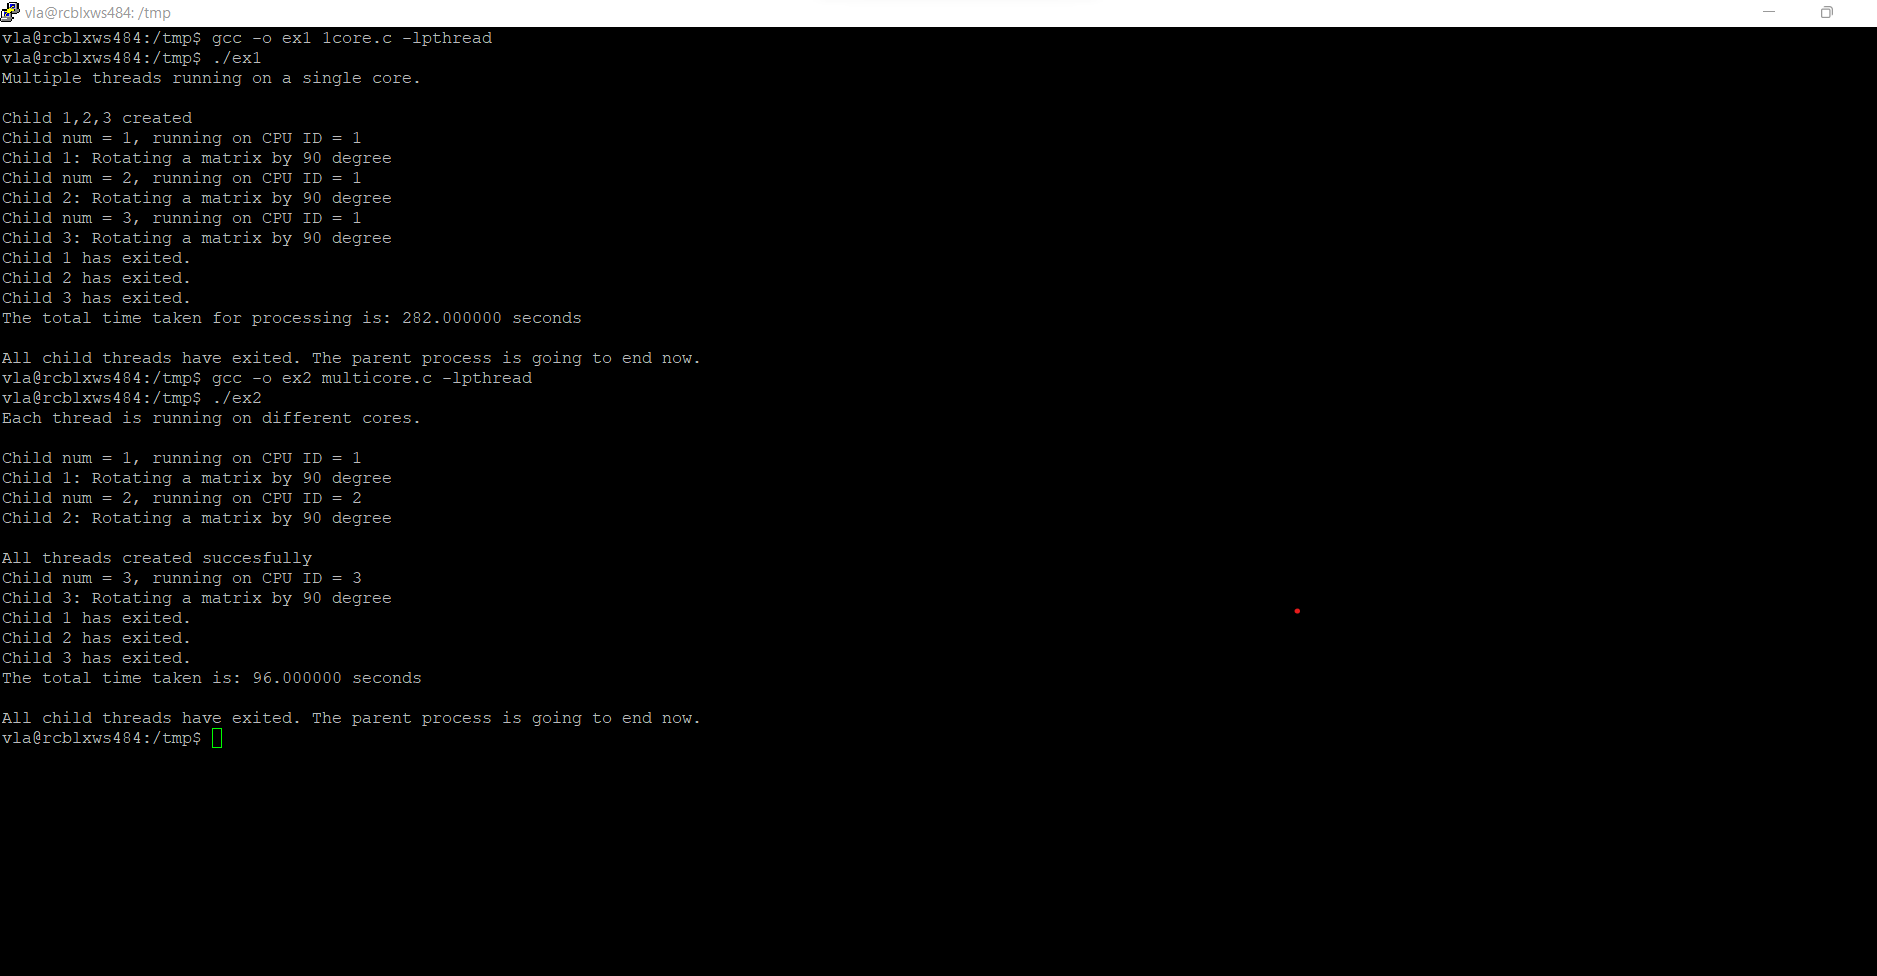 vla@rcblxws484: /tmp
vla@rcblxws484:/tmp$ gcc -o ex1 1core.c -lpthread
vla@rcblxws484:/tmp$ ./ex1
Multiple threads running on a single core.
Child 1,2,3 created
Child num = 1, running on CPU ID = 1
Child 1: Rotating a matrix by 90 degree
Child num = 2, running on CPU ID = 1
Child 2: Rotating a matrix by 90 degree
Child num = 3, running on CPU ID = 1
Child 3: Rotating a matrix by 90 degree
Child 1 has exited.
Child 2 has exited.
Child 3 has exited.
The total time taken for processing is: 282.000000 seconds
All child threads have exited. The parent process is going to end now.
vla@rcblxws484:/tmp$ gcc -o ex2 multicore.c -lpthread
vla@rcblxws484:/tmp$ ./ex2
Each thread is running on different cores.
Child num = 1, running on CPU ID = 1
Child 1: Rotating a matrix by 90 degree
Child num = 2, running on CPU ID = 2
Child 2: Rotating a matrix by 90 degree
All threads created succesfully
Child num = 3, running on CPU ID = 3
Child 3: Rotating a matrix by 90 degree
Child 1 has exited.
Child 2 has exited.
Child 3 has exited.
The total time taken is: 96.000000 seconds
All child threads have exited. The parent process is going to end now.
vla@rcblxws484:/tmp$